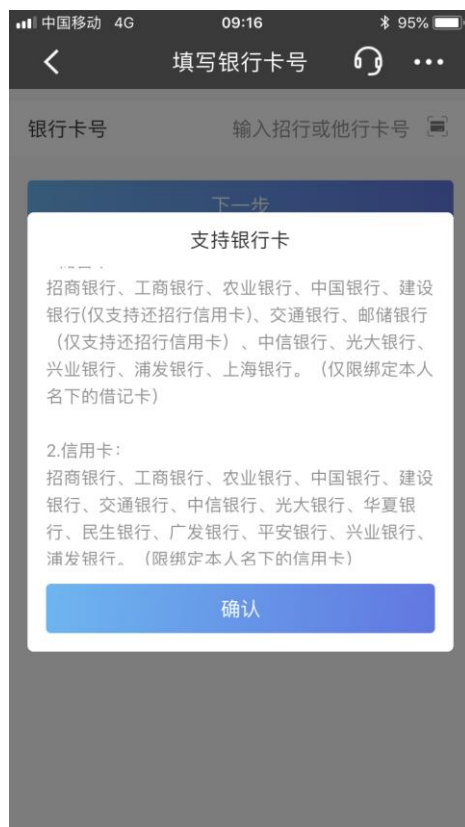 中国移动 4G 09:16 95%
填写银行卡号
银行卡号 输入招行或他行卡号
下一步
支持银行卡
招商银行、工商银行、农业银行、中国银行、建设
银行(仅支持还招行信用卡)、交通银行、邮储银行
（仅支持还招行信用卡）、中信银行、光大银行、
兴业银行、浦发银行、上海银行。（仅限绑定本人
名下的借记卡）
2.信用卡：
招商银行、工商银行、农业银行、中国银行、建设
银行、交通银行、中信银行、光大银行、华夏银
行、民生银行、广发银行、平安银行、兴业银行、
浦发银行。（限绑定本人名下的信用卡）
确认